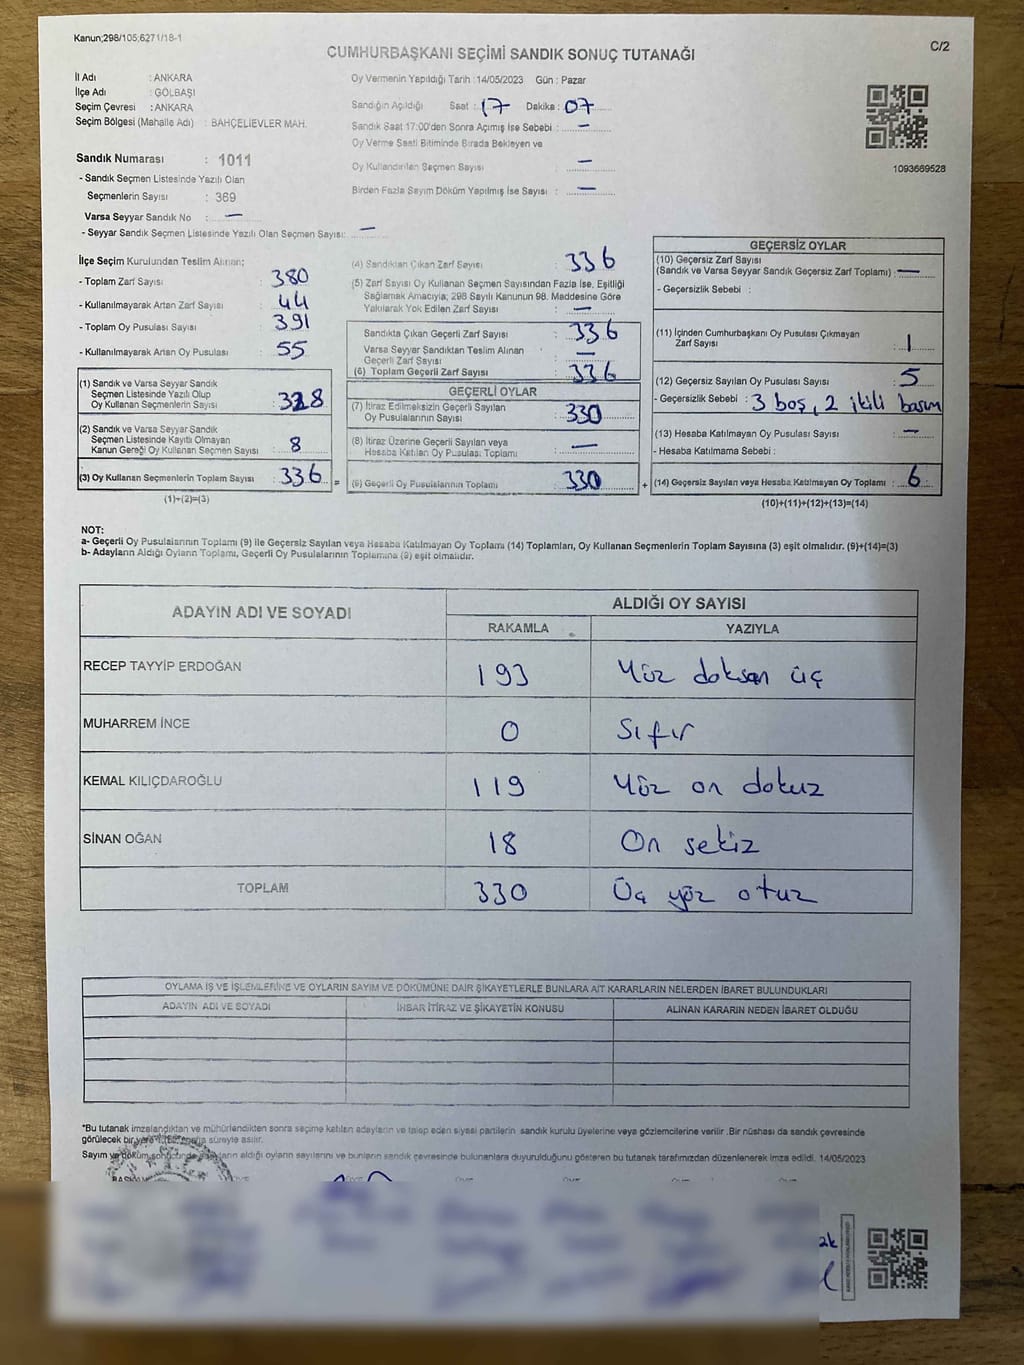 Kanun;298/105;6271/18-1
C/2
CUMHURBAŞKANI SEÇİMİ SANDIK SONUÇ TUTANAĞI
İl Adı : ANKARA
İlçe Adı : GÖLBAŞI
Seçim Çevresi : ANKARA
Seçim Bölgesi (Mahalle Adı) : BAHÇELİEVLER MAH.
Oy Vermenin Yapıldığı Tarih : 14/05/2023 Gün : Pazar
Sandığın Açıldığı Saat : 17 Dakika : 07
Sandık Saat 17:00'den Sonra Açılmış İse Sebebi : —
Oy Verme Saati Bitiminde Sırada Bekleyen ve
Oy Kullandırılan Seçmen Sayısı : —
Birden Fazla Sayım Döküm Yapılmış İse Sayısı : —
1093669528
Sandık Numarası : 1011
- Sandık Seçmen Listesinde Yazılı Olan
Seçmenlerin Sayısı : 369
Varsa Seyyar Sandık No : —
- Seyyar Sandık Seçmen Listesinde Yazılı Olan Seçmen Sayısı: —
İlçe Seçim Kurulundan Teslim Alınan;
- Toplam Zarf Sayısı : 380
- Kullanılmayarak Artan Zarf Sayısı : 44
- Toplam Oy Pusulası Sayısı : 391
- Kullanılmayarak Artan Oy Pusulası : 55
(1) Sandık ve Varsa Seyyar Sandık
Seçmen Listesinde Yazılı Olup
Oy Kullanan Seçmenlerin Sayısı : 328
(2) Sandık ve Varsa Seyyar Sandık
Seçmen Listesinde Kayıtlı Olmayan
Kanun Gereği Oy Kullanan Seçmen Sayısı : 8
(3) Oy Kullanan Seçmenlerin Toplam Sayısı : 336 =
(1)+(2)=(3)
(4) Sandıktan Çıkan Zarf Sayısı : 336
(5) Zarf Sayısı Oy Kullanan Seçmen Sayısından Fazla İse, Eşitliği
Sağlamak Amacıyla; 298 Sayılı Kanunun 98. Maddesine Göre
Yakılarak Yok Edilen Zarf Sayısı : —
Sandıkta Çıkan Geçerli Zarf Sayısı : 336
Varsa Seyyar Sandıktan Teslim Alınan
Geçerli Zarf Sayısı : —
(6) Toplam Geçerli Zarf Sayısı : 336
GEÇERLİ OYLAR
(7) İtiraz Edilmeksizin Geçerli Sayılan
Oy Pusulalarının Sayısı : 330
(8) İtiraz Üzerine Geçerli Sayılan veya
Hesaba Katılan Oy Pusulası Toplamı : —
(9) Geçerli Oy Pusulalarının Toplamı : 330 +
GEÇERSİZ OYLAR
(10) Geçersiz Zarf Sayısı
(Sandık ve Varsa Seyyar Sandık Geçersiz Zarf Toplamı) : —
- Geçersizlik Sebebi :
(11) İçinden Cumhurbaşkanı Oy Pusulası Çıkmayan
Zarf Sayısı : 1
(12) Geçersiz Sayılan Oy Pusulası Sayısı : 5
- Geçersizlik Sebebi : 3 boş, 2 ikili basım
(13) Hesaba Katılmayan Oy Pusulası Sayısı : —
- Hesaba Katılmama Sebebi :
(14) Geçersiz Sayılan veya Hesaba Katılmayan Oy Toplamı : 6
(10)+(11)+(12)+(13)=(14)
NOT:
a- Geçerli Oy Pusulalarının Toplamı (9) ile Geçersiz Sayılan veya Hesaba Katılmayan Oy Toplamı (14) Toplamları, Oy Kullanan Seçmenlerin Toplam Sayısına (3) eşit olmalıdır. (9)+(14)=(3)
b- Adayların Aldığı Oyların Toplamı, Geçerli Oy Pusulalarının Toplamına (9) eşit olmalıdır.
ADAYIN ADI VE SOYADI
ALDIĞI OY SAYISI
RAKAMLA YAZIYLA
RECEP TAYYİP ERDOĞAN 193 Yüz doksan üç
MUHARREM İNCE 0 Sıfır
KEMAL KILIÇDAROĞLU 119 Yüz on dokuz
SİNAN OĞAN 18 On sekiz
TOPLAM 330 Üç yüz otuz
OYLAMA İŞ VE İŞLEMLERİNE VE OYLARIN SAYIM VE DÖKÜMÜNE DAİR ŞİKAYETLERLE BUNLARA AİT KARARLARIN NELERDEN İBARET BULUNDUKLARI
ADAYIN ADI VE SOYADI İHBAR İTİRAZ VE ŞİKAYETİN KONUSU ALINAN KARARIN NEDEN İBARET OLDUĞU
*Bu tutanak imzalandıktan ve mühürlendikten sonra seçime katılan adayların ve talep eden siyasi partilerin sandık kurulu üyelerine veya gözlemcilerine verilir .Bir nüshası da sandık çevresinde
görülecek bir yere süreyle asılır.
Sayım ve döküm sonucunda adayların aldığı oyların sayılarını ve bunların sandık çevresinde bulunanlara duyurulduğunu gösteren bu tutanak tarafımızdan düzenlenerek imza edildi. 14/05/2023